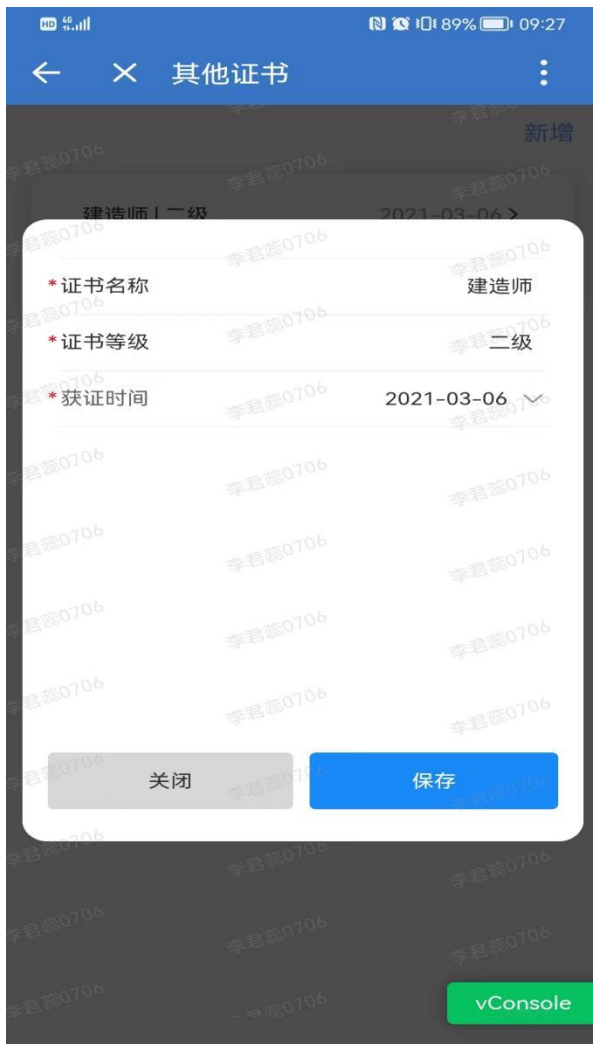 HD 4G 89% 09:27
其他证书
新增
建造师 | 二级 2021-03-06
*证书名称 建造师
*证书等级 二级
*获证时间 2021-03-06
关闭 保存
vConsole
李君蕊0706